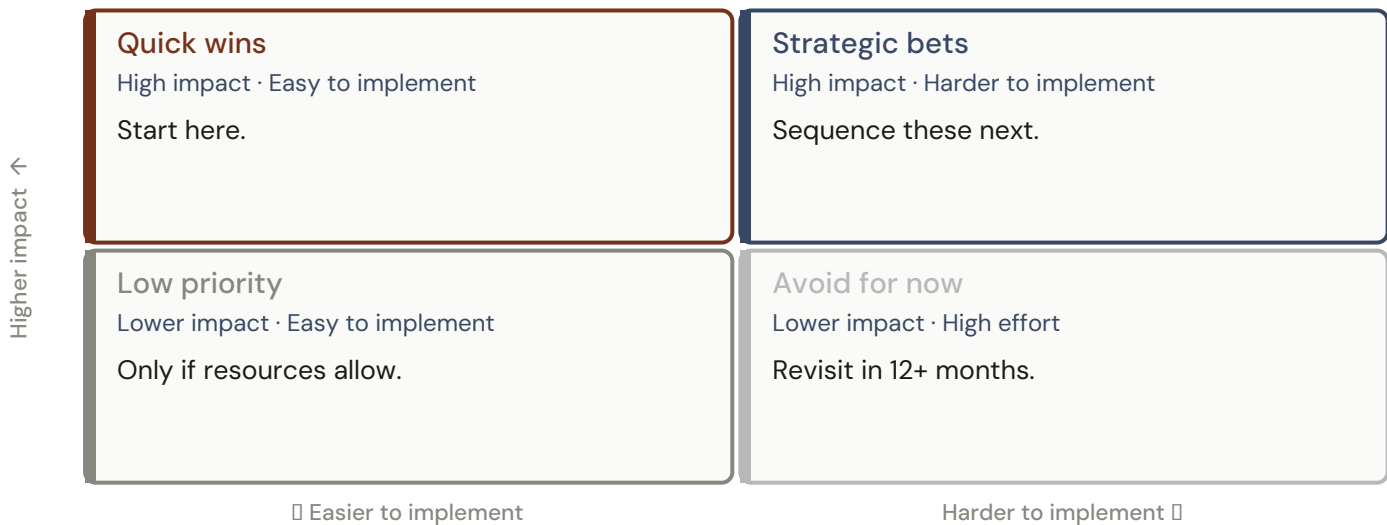 Quick wins
High impact · Easy to implement
Start here.
Strategic bets
High impact · Harder to implement
Sequence these next.
Higher impact →
Low priority
Lower impact · Easy to implement
Only if resources allow.
Avoid for now
Lower impact · High effort
Revisit in 12+ months.
▯ Easier to implement
Harder to implement ▯